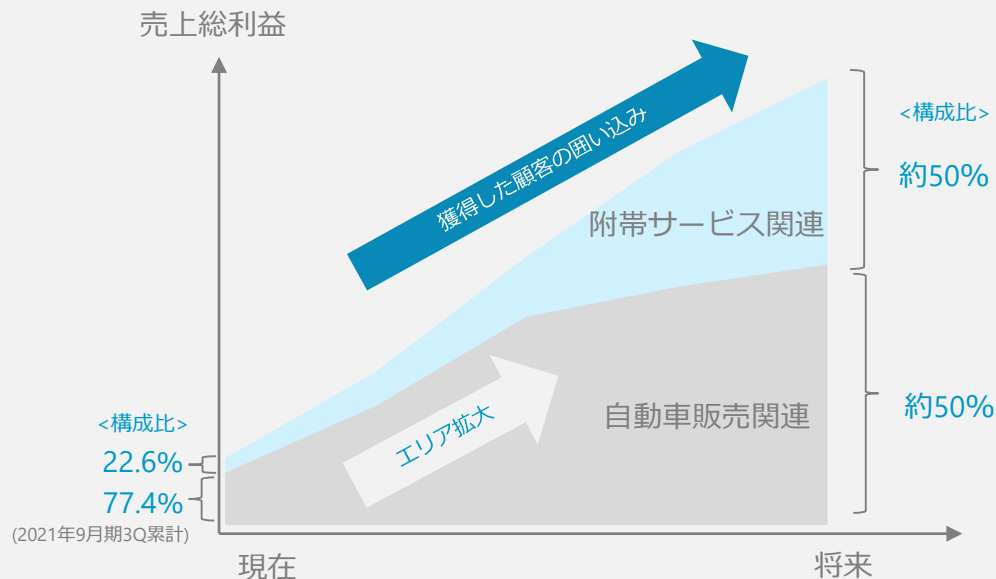 売上総利益
獲得した顧客の囲い込み
<構成比>
約50%
附帯サービス関連
自動車販売関連
約50%
エリア拡大
<構成比>
22.6%
77.4%
(2021年9月期3Q累計)
現在
将来